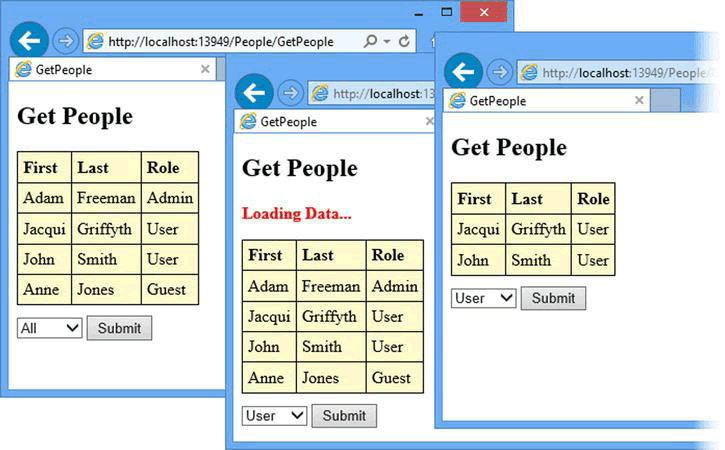 http://localhost:13949/People/GetPeople
GetPeople
Get People
First Last Role
Adam Freeman Admin
Jacqui Griffyth User
John Smith User
Anne Jones Guest
All Submit
http://localhost:13
GetPeople
Get People
Loading Data...
First Last Role
Adam Freeman Admin
Jacqui Griffyth User
John Smith User
Anne Jones Guest
User Submit
http://localhost:13949/People/
GetPeople
Get People
First Last Role
Jacqui Griffyth User
John Smith User
User Submit